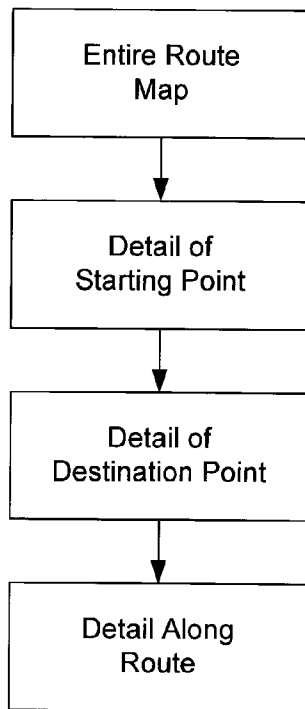 Entire Route
Map
Detail of
Starting Point
Detail of
Destination Point
Detail Along
Route